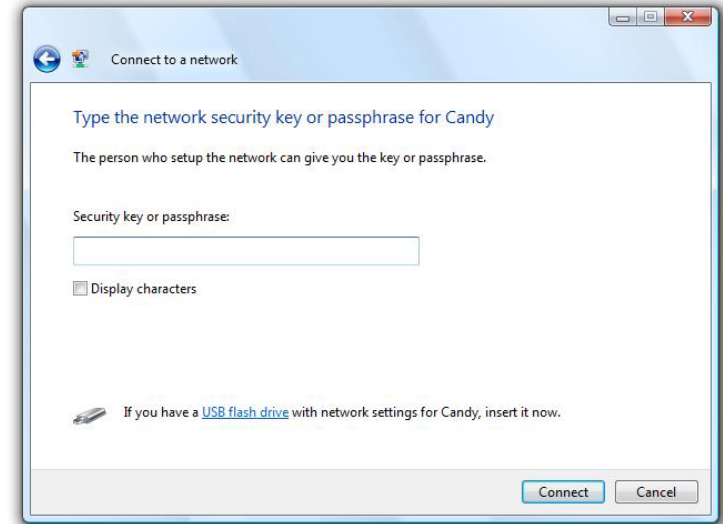 Connect to a network
Type the network security key or passphrase for Candy
The person who setup the network can give you the key or passphrase.
Security key or passphrase:
Display characters
If you have a USB flash drive with network settings for Candy, insert it now.
Connect Cancel